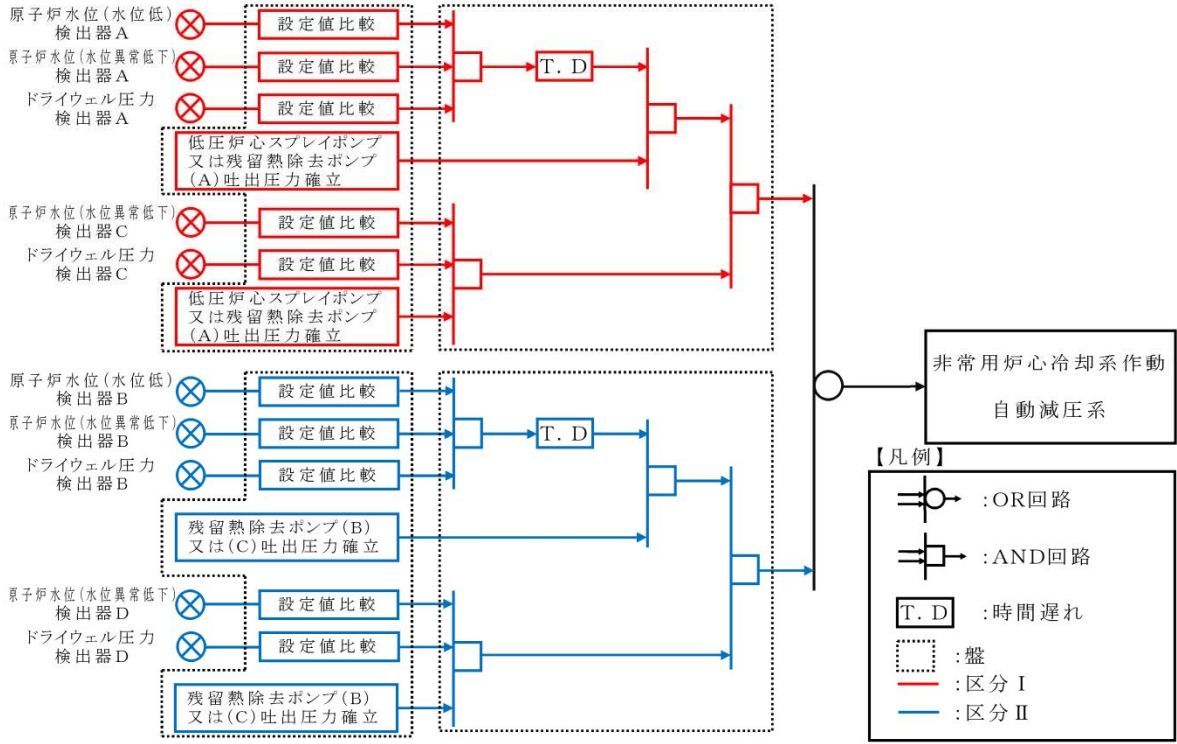 原子炉水位(水位低)
検出器A
設定値比較
原子炉水位(水位異常低下)
検出器A
設定値比較
T. D
ドライウェル圧力
検出器A
設定値比較
低圧炉心スプレイポンプ
又は残留熱除去ポンプ
(A)吐出圧力確立
原子炉水位(水位異常低下)
検出器C
設定値比較
ドライウェル圧力
検出器C
設定値比較
低圧炉心スプレイポンプ
又は残留熱除去ポンプ
(A)吐出圧力確立
原子炉水位(水位低)
検出器B
設定値比較
原子炉水位(水位異常低下)
検出器B
設定値比較
T. D
ドライウェル圧力
検出器B
設定値比較
残留熱除去ポンプ(B)
又は(C)吐出圧力確立
原子炉水位(水位異常低下)
検出器D
設定値比較
ドライウェル圧力
検出器D
設定値比較
残留熱除去ポンプ(B)
又は(C)吐出圧力確立
非常用炉心冷却系作動
自動減圧系
【凡例】
:OR回路
:AND回路
T. D :時間遅れ
:盤
:区分Ⅰ
:区分Ⅱ